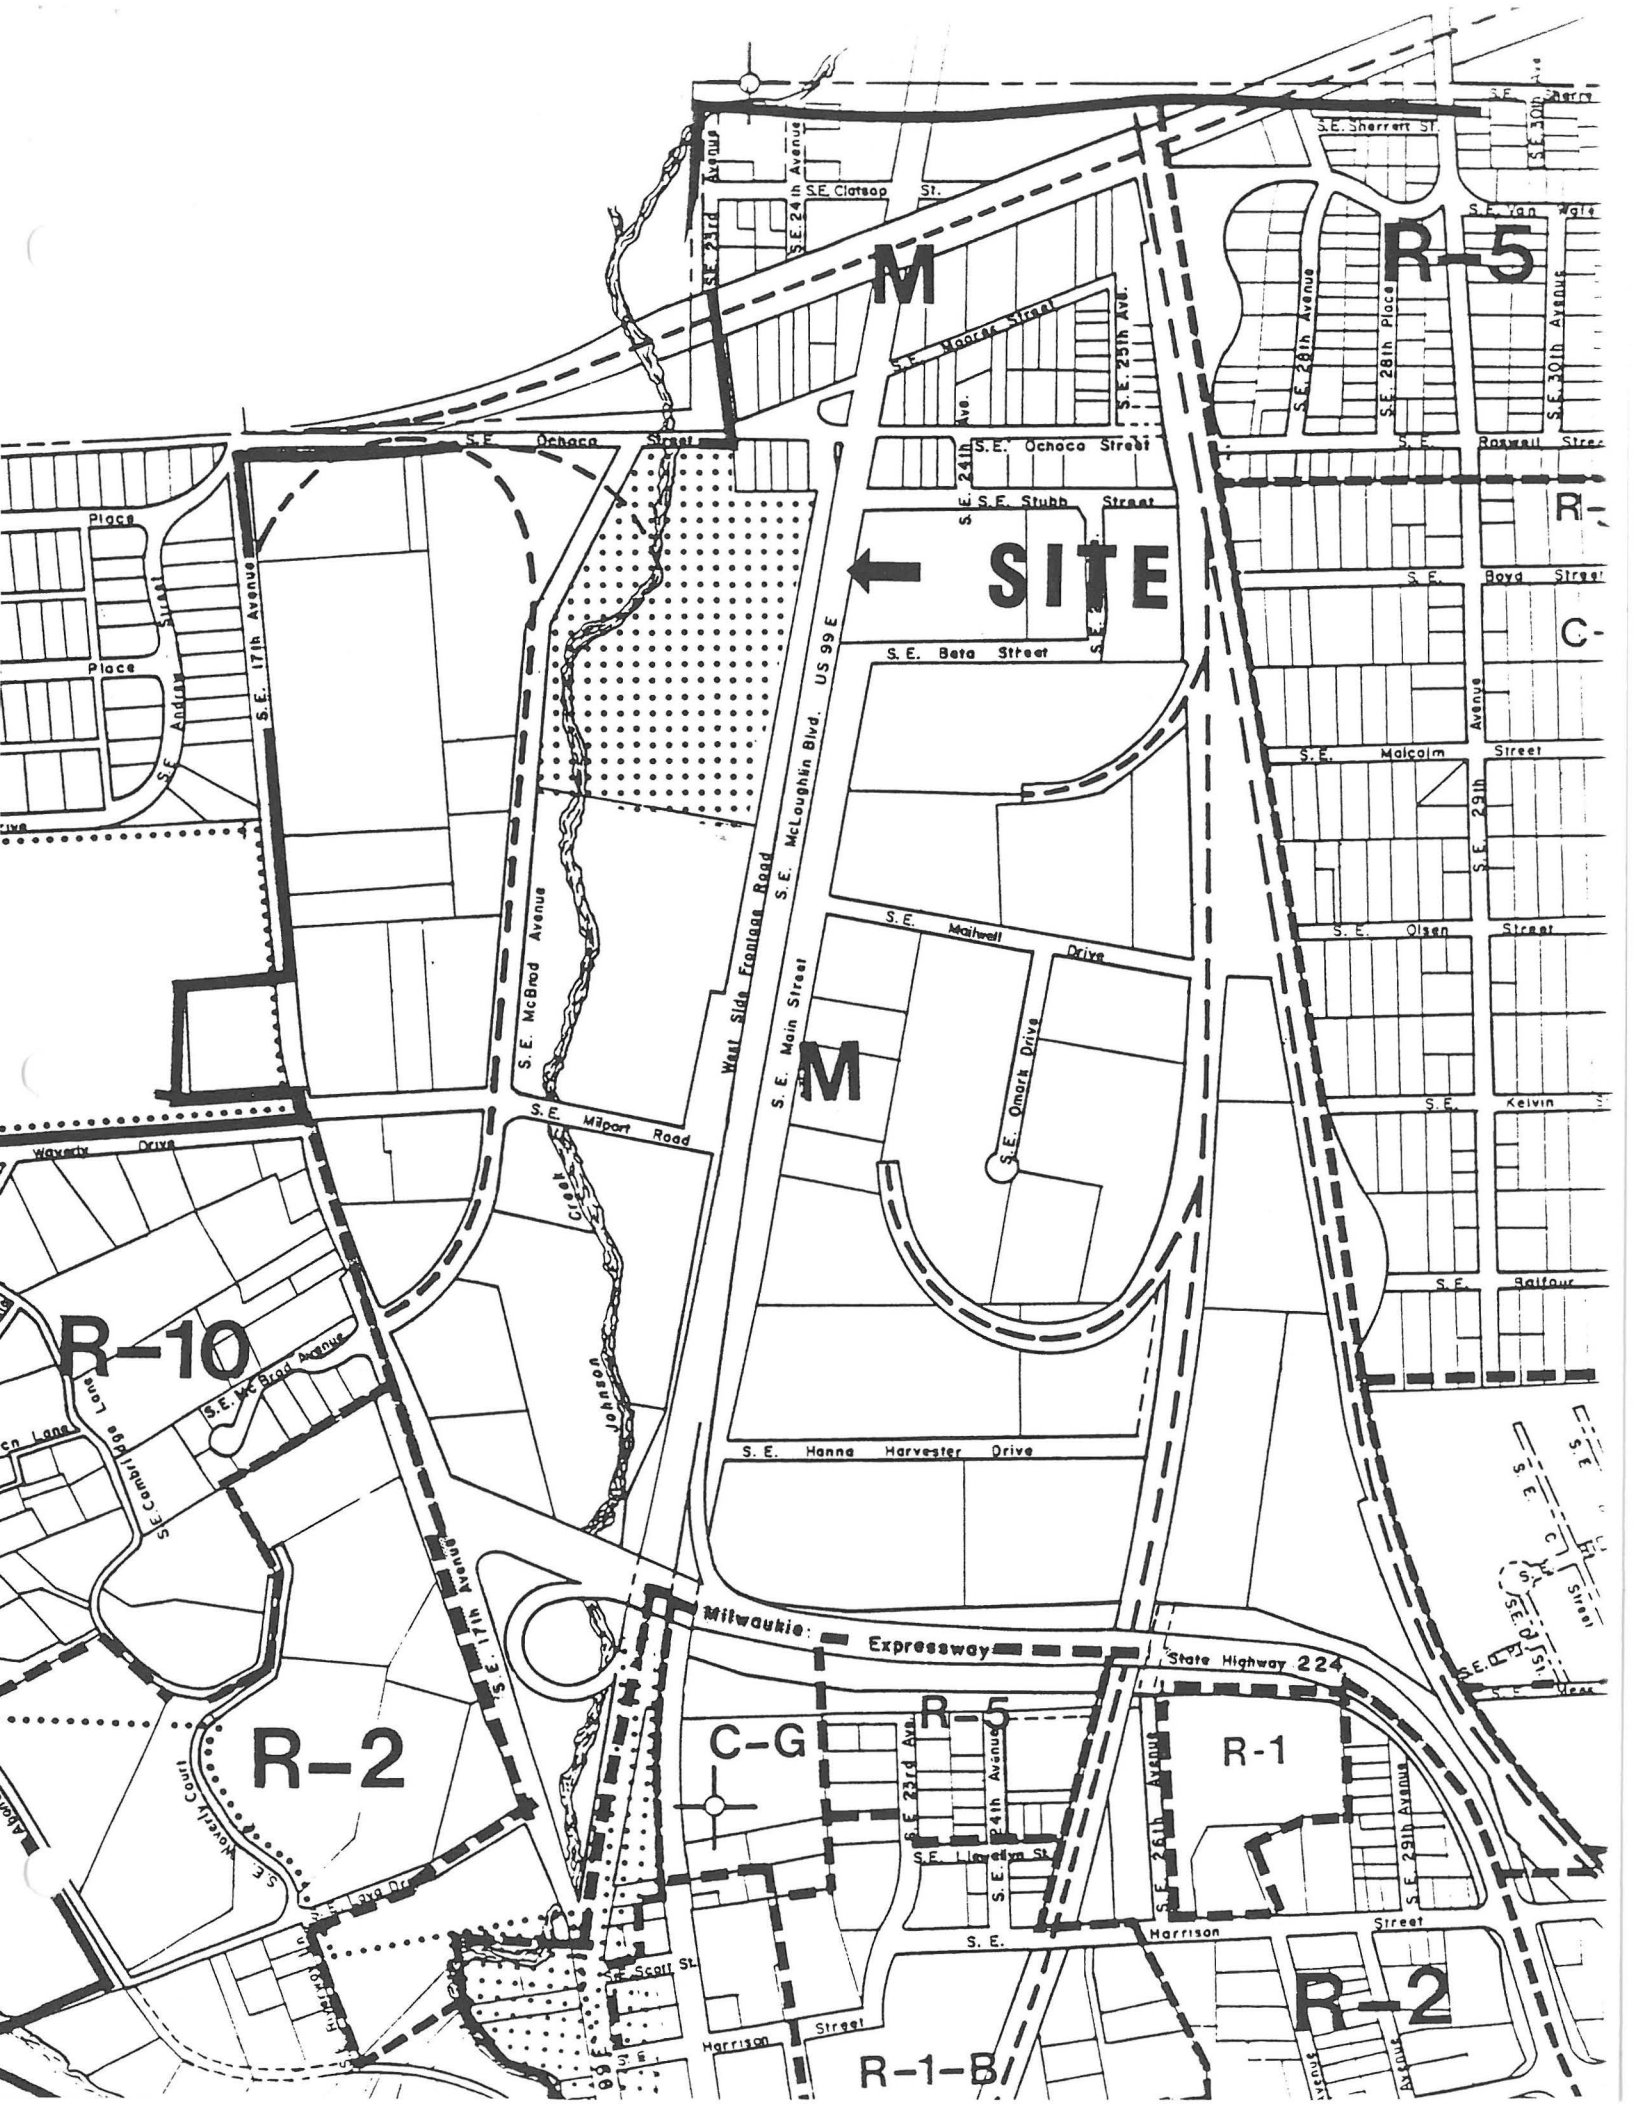 S.E. Sherrett St.
S.E. 30th Ave
S.E. 23rd Avenue
S.E. 24th Avenue
S.E. Clatsop St.
M
R-5
S.E. Moores Street
S.E. 25th Ave.
S.E. 28th Avenue
S.E. 28th Place
S.E. 30th Avenue
S.E. Ochoco Street
S.E. Ochoco Street
S.E. 24th Ave.
S.E. Roswell
S.E. Stubb Street
R-
Place
SITE
S.E. Boyd Street
C-
Place
S.E. Andrew Street
S.E. 17th Avenue
S.E. Beta Street
S.E. McLoughlin Blvd. US 99 E
S.E. Malcolm Street
S.E. 29th Avenue
S.E. McBrod Avenue
West Side Frontage Road
S.E. Main Street
S.E. Mailwell Drive
S.E. Olsen Street
S.E. Omark Drive
M
S.E. Milport Road
S.E. Kelvin
Waverly Drive
Johnson Creek
S.E. Balfour
R-10
S.E. McBrod Avenue
S.E. Cambridge Lane
S.E. Hanna Harvester Drive
S.E. 17th Avenue
Milwaukie Expressway
State Highway 224
R-5
C-G
R-1
R-2
S.E. Waverly Court
S.E. 23rd Ave.
24th Avenue
S.E. 26th Avenue
S.E. 29th Avenue
S.E. Llewellyn St.
S.E.
S.E. Harrison Street
Scott St.
Harrison Street
R-2
R-1-B
99 E
Avenue
Avenue